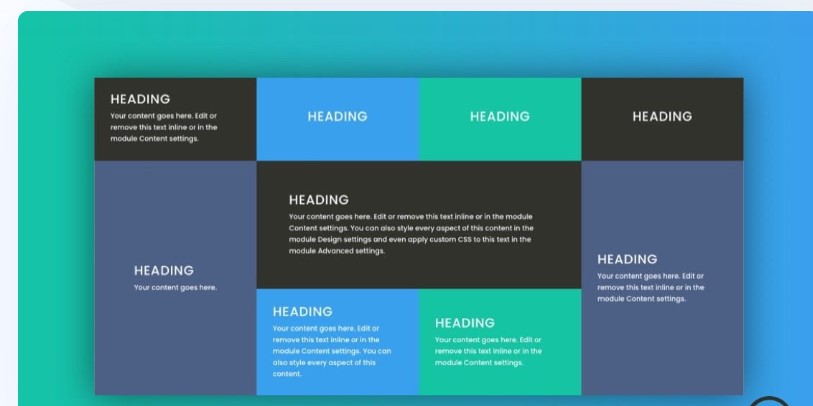 HEADING
Your content goes here. Edit or
remove this text inline or in the
module Content settings.
HEADING
HEADING
HEADING
HEADING
Your content goes here.
HEADING
Your content goes here. Edit or remove this text inline or in the module
Content settings. You can also style every aspect of this content in the
module Design settings and even apply custom CSS to this text in the
module Advanced settings.
HEADING
Your content goes here. Edit or
remove this text inline or in the
module Content settings.
HEADING
Your content goes here. Edit or
remove this text inline or in the
module Content settings. You can
also style every aspect of this
content.
HEADING
Your content goes here. Edit or
remove this text inline or in the
module Content settings.